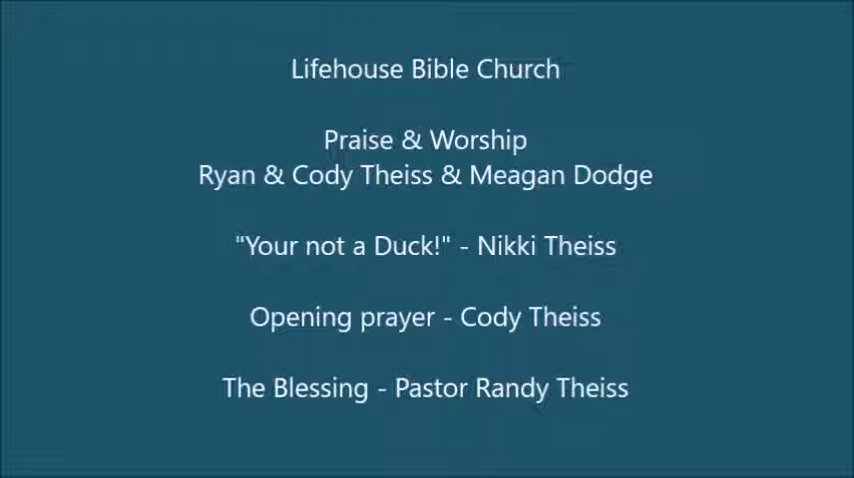 Lifehouse Bible Church
Praise & Worship
Ryan & Cody Theiss & Meagan Dodge
"Your not a Duck!" - Nikki Theiss
Opening prayer - Cody Theiss
The Blessing - Pastor Randy Theiss